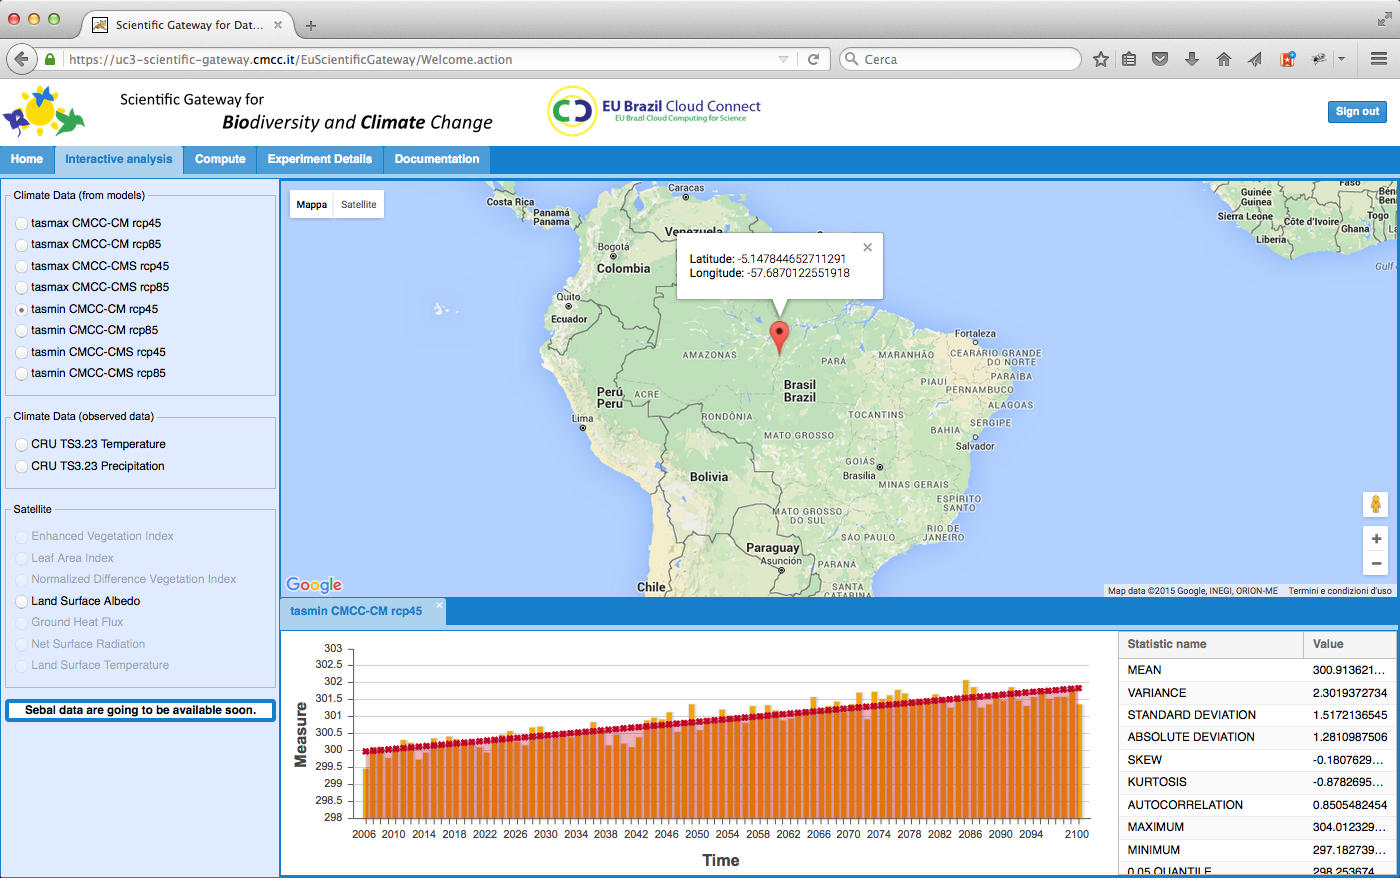 Scientific Gateway for Dat...
https://uc3-scientific-gateway.cmcc.it/EuScientificGateway/Welcome.action
Cerca
Scientific Gateway for
Biodiversity and Climate Change
EU Brazil Cloud Connect
EU Brazil Cloud Computing for Science
Sign out
Home
Interactive analysis
Compute
Experiment Details
Documentation
Climate Data (from models)
tasmax CMCC-CM rcp45
tasmax CMCC-CM rcp85
tasmax CMCC-CMS rcp45
tasmax CMCC-CMS rcp85
tasmin CMCC-CM rcp45
tasmin CMCC-CM rcp85
tasmin CMCC-CMS rcp45
tasmin CMCC-CMS rcp85
Climate Data (observed data)
CRU TS3.23 Temperature
CRU TS3.23 Precipitation
Satellite
Enhanced Vegetation Index
Leaf Area Index
Normalized Difference Vegetation Index
Land Surface Albedo
Ground Heat Flux
Net Surface Radiation
Land Surface Temperature
Sebal data are going to be available soon.
Mappa
Satellite
Caracas
Costa Rica
Panamá
Panama
Venezuela
Bogotá
Colombia
Quito
Ecuador
Latitude: -5.147844652711291
Longitude: -57.6870122551918
Guinée
Guinea
Sierra Leone
Liberia
Côte d'Ivoire
Faso
Ghana
Togo
Gulf
AMAZONAS
PARÁ
MARANHÃO
Fortaleza
CEARÁ
RIO GRANDE
DO NORTE
PARAÍBA
PIAUÍ
PERNAMBUCO
ALAGOAS
SERGIPE
BAHIA
Salvador
Brasil
Brazil
TOCANTINS
Perú
Peru
ACRE
Lima
RONDÔNIA
MATO GROSSO
GOIÁS
Brasília
Bolivia
MINAS GERAIS
ESPÍRITO
SANTO
MATO GROSSO
DO SUL
RIO DE
JANEIRO
SÃO PAULO
Paraguay
Asunción
PARANÁ
SANTA
CATARINA
Chile
Google
Map data ©2015 Google, INEGI, ORION-ME
Termini e condizioni d'uso
tasmin CMCC-CM rcp45
Measure
303
302.5
302
301.5
301
300.5
300
299.5
299
298.5
298
2006 2010 2014 2018 2022 2026 2030 2034 2038 2042 2046 2050 2054 2058 2062 2066 2070 2074 2078 2082 2086 2090 2094 2100
Time
Statistic name Value
MEAN 300.913621...
VARIANCE 2.3019372734
STANDARD DEVIATION 1.5172136545
ABSOLUTE DEVIATION 1.2810987506
SKEW -0.1807629...
KURTOSIS -0.8782695...
AUTOCORRELATION 0.8505482454
MAXIMUM 304.012329...
MINIMUM 297.182739...
0.05 QUANTILE 298.253674